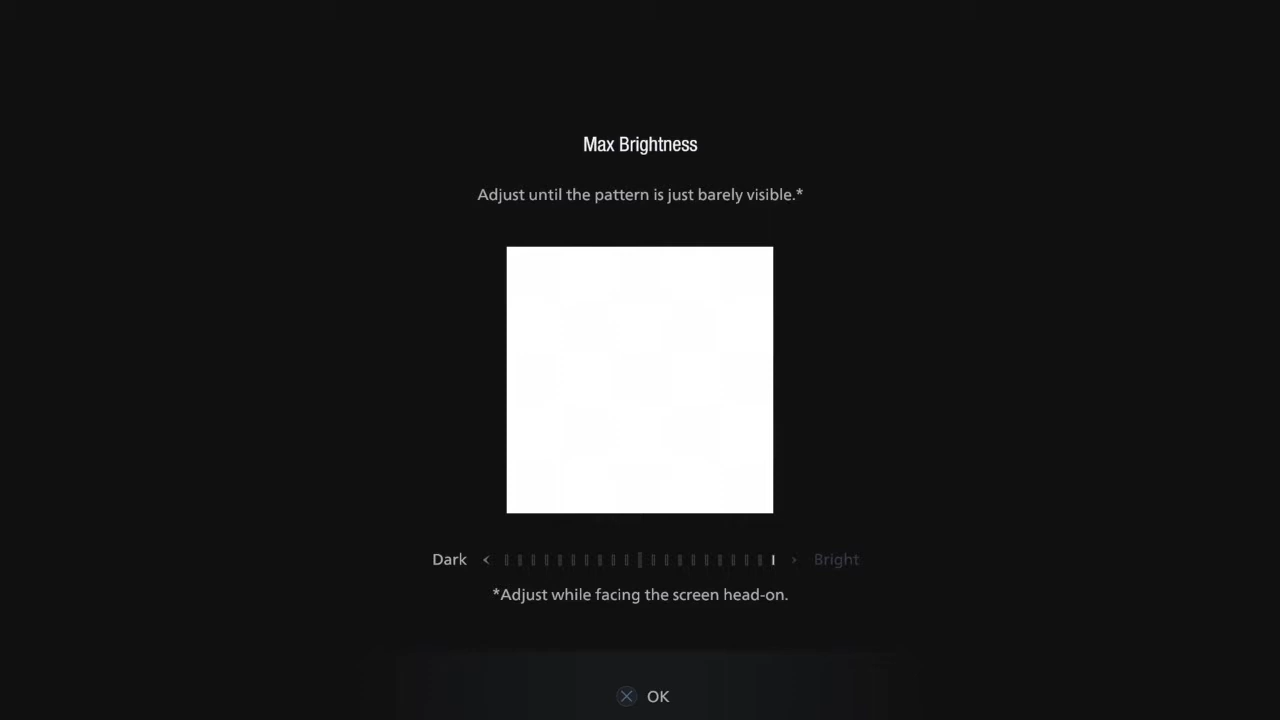 Max Brightness
Adjust until the pattern is just barely visible.*
Dark Bright
*Adjust while facing the screen head-on.
OK